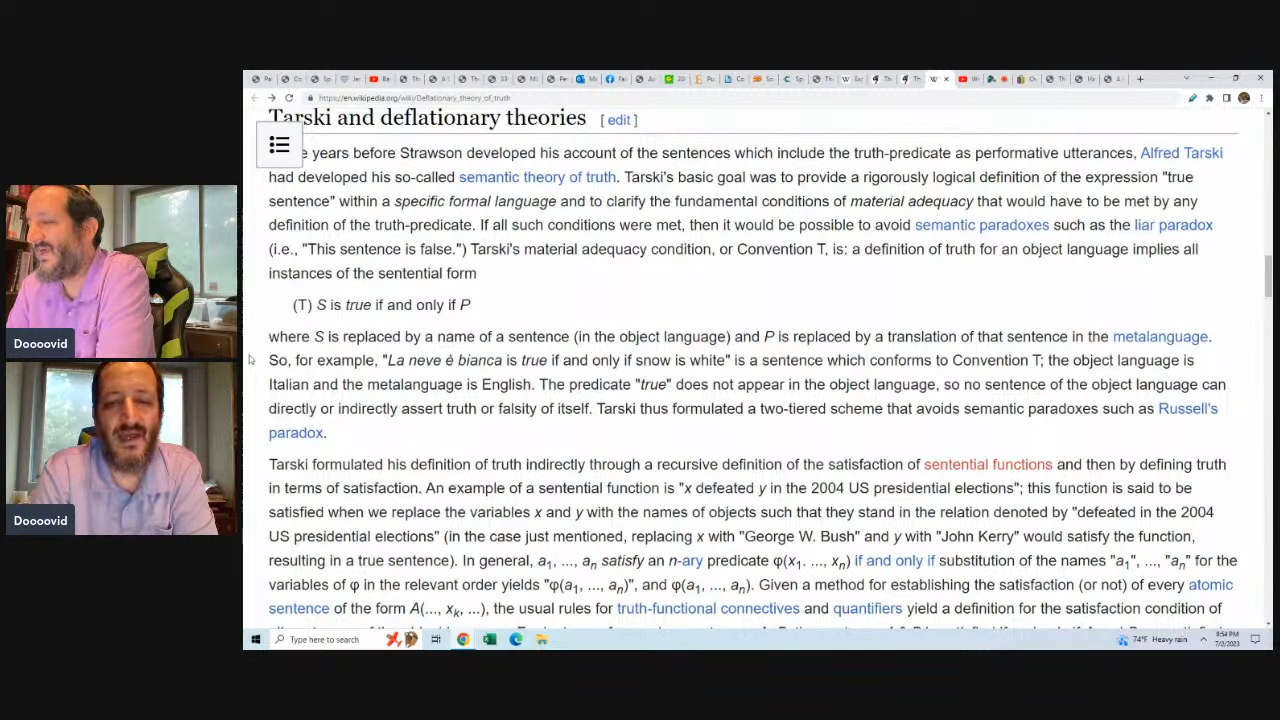 https://en.wikipedia.org/wiki/Deflationary_theory_of_truth
Tarski and deflationary theories [ edit ]
years before Strawson developed his account of the sentences which include the truth-predicate as performative utterances, Alfred Tarski
had developed his so-called semantic theory of truth. Tarski's basic goal was to provide a rigorously logical definition of the expression "true
sentence" within a specific formal language and to clarify the fundamental conditions of material adequacy that would have to be met by any
definition of the truth-predicate. If all such conditions were met, then it would be possible to avoid semantic paradoxes such as the liar paradox
(i.e., "This sentence is false.") Tarski's material adequacy condition, or Convention T, is: a definition of truth for an object language implies all
instances of the sentential form
(T) S is true if and only if P
where S is replaced by a name of a sentence (in the object language) and P is replaced by a translation of that sentence in the metalanguage.
So, for example, "La neve è bianca is true if and only if snow is white" is a sentence which conforms to Convention T; the object language is
Italian and the metalanguage is English. The predicate "true" does not appear in the object language, so no sentence of the object language can
directly or indirectly assert truth or falsity of itself. Tarski thus formulated a two-tiered scheme that avoids semantic paradoxes such as Russell's
paradox.
Tarski formulated his definition of truth indirectly through a recursive definition of the satisfaction of sentential functions and then by defining truth
in terms of satisfaction. An example of a sentential function is "x defeated y in the 2004 US presidential elections"; this function is said to be
satisfied when we replace the variables x and y with the names of objects such that they stand in the relation denoted by "defeated in the 2004
US presidential elections" (in the case just mentioned, replacing x with "George W. Bush" and y with "John Kerry" would satisfy the function,
resulting in a true sentence). In general, a1, ..., an satisfy an n-ary predicate φ(x1. ..., xn) if and only if substitution of the names "a1", ..., "an" for the
variables of φ in the relevant order yields "φ(a1, ..., an)", and φ(a1, ..., an). Given a method for establishing the satisfaction (or not) of every atomic
sentence of the form A(..., xk, ...), the usual rules for truth-functional connectives and quantifiers yield a definition for the satisfaction condition of
Type here to search
74°F Heavy rain
8:54 PM
7/2/2023
Doooovid
Doooovid